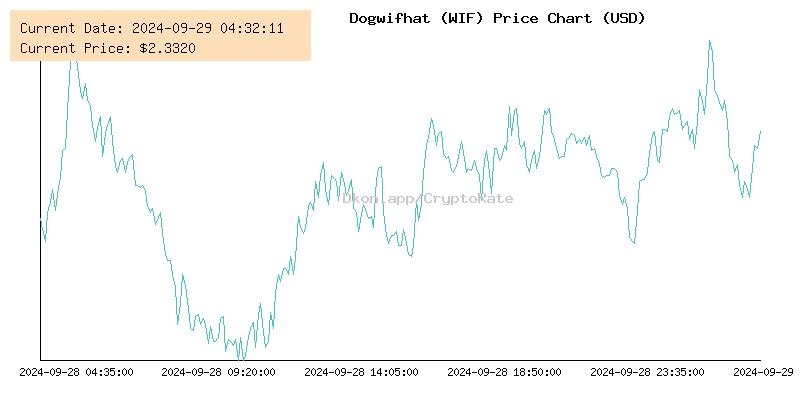 Dogwifhat (WIF) Price Chart (USD)
Current Date: 2024-09-29 04:32:11
Current Price: $2.3320
Dkon.app/CryptoRate
2024-09-28 04:35:00 2024-09-28 09:20:00 2024-09-28 14:05:00 2024-09-28 18:50:00 2024-09-28 23:35:00 2024-09-29